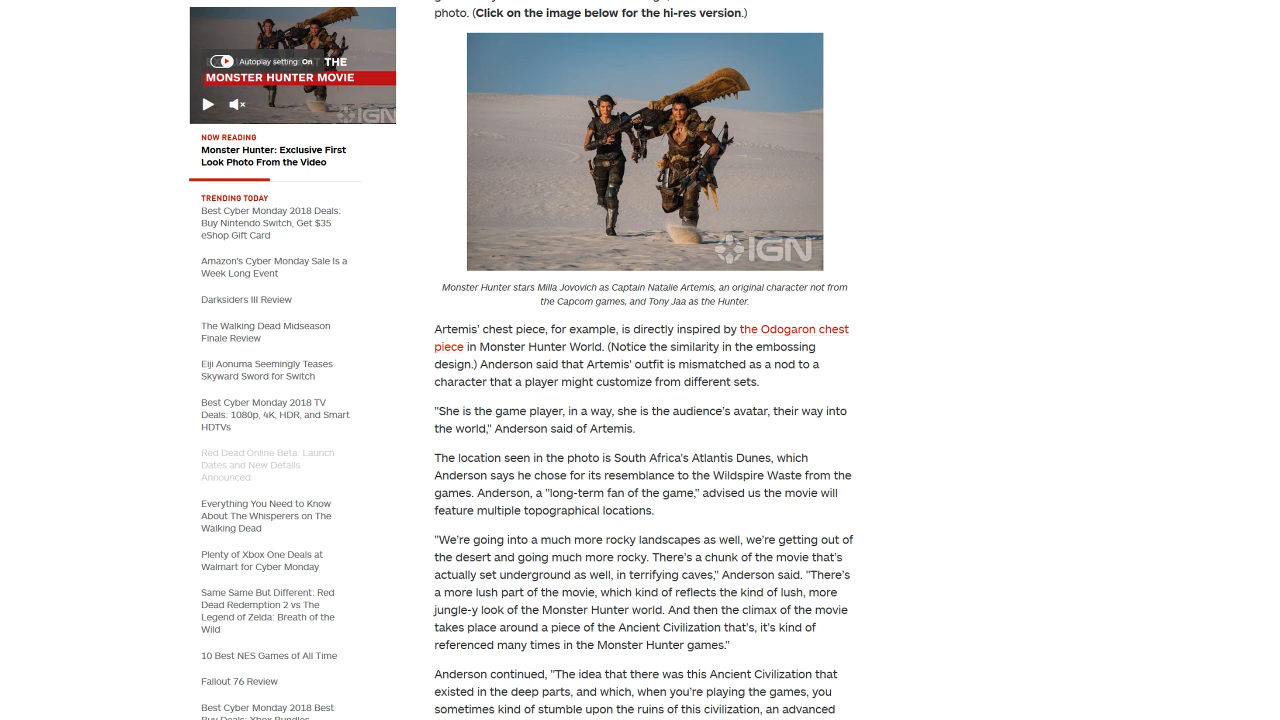 photo. (Click on the image below for the hi-res version.)
Autoplay setting: On
THE
MONSTER HUNTER MOVIE
IGN
NOW READING
Monster Hunter: Exclusive First
Look Photo From the Video
TRENDING TODAY
Best Cyber Monday 2018 Deals:
Buy Nintendo Switch, Get $35
eShop Gift Card
Amazon's Cyber Monday Sale Is a
Week Long Event
Darksiders III Review
The Walking Dead Midseason
Finale Review
Eiji Aonuma Seemingly Teases
Skyward Sword for Switch
Best Cyber Monday 2018 TV
Deals: 1080p, 4K, HDR, and Smart
HDTVs
Red Dead Online Beta: Launch
Dates and New Details
Announced
Everything You Need to Know
About The Whisperers on The
Walking Dead
Plenty of Xbox One Deals at
Walmart for Cyber Monday
Same Same But Different: Red
Dead Redemption 2 vs The
Legend of Zelda: Breath of the
Wild
10 Best NES Games of All Time
Fallout 76 Review
Best Cyber Monday 2018 Best
Buy Deals: Xbox Bundles,
IGN
Monster Hunter stars Milla Jovovich as Captain Natalie Artemis, an original character not from
the Capcom games, and Tony Jaa as the Hunter.
Artemis' chest piece, for example, is directly inspired by the Odogaron chest
piece in Monster Hunter World. (Notice the similarity in the embossing
design.) Anderson said that Artemis' outfit is mismatched as a nod to a
character that a player might customize from different sets.
"She is the game player, in a way, she is the audience's avatar, their way into
the world," Anderson said of Artemis.
The location seen in the photo is South Africa's Atlantis Dunes, which
Anderson says he chose for its resemblance to the Wildspire Waste from the
games. Anderson, a "long-term fan of the game," advised us the movie will
feature multiple topographical locations.
"We're going into a much more rocky landscapes as well, we're getting out of
the desert and going much more rocky. There's a chunk of the movie that's
actually set underground as well, in terrifying caves," Anderson said. "There's
a more lush part of the movie, which kind of reflects the kind of lush, more
jungle-y look of the Monster Hunter world. And then the climax of the movie
takes place around a piece of the Ancient Civilization that's, it's kind of
referenced many times in the Monster Hunter games."
Anderson continued, "The idea that there was this Ancient Civilization that
existed in the deep parts, and which, when you're playing the games, you
sometimes kind of stumble upon the ruins of this civilization, an advanced